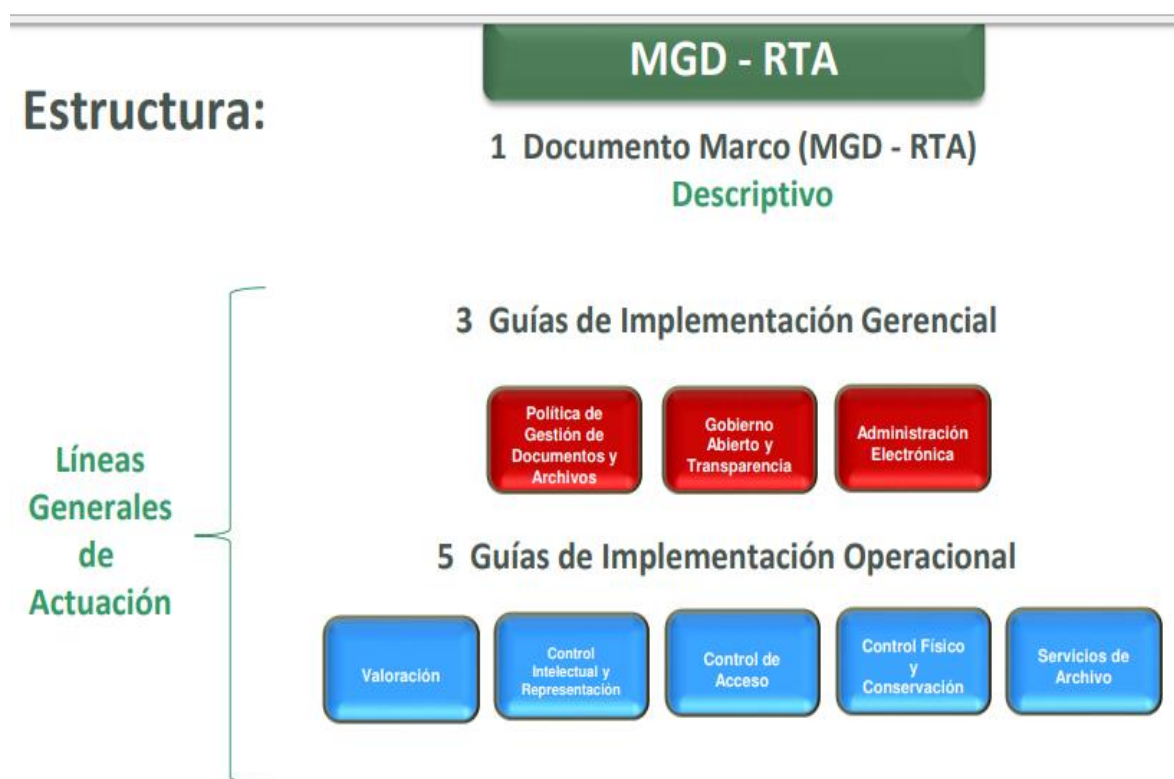 MGD - RTA
Estructura:
1 Documento Marco (MGD - RTA)
Descriptivo
3 Guías de Implementación Gerencial
Política de
Gestión de
Documentos y
Archivos
Gobierno
Abierto y
Transparencia
Administración
Electrónica
Líneas
Generales
de
Actuación
5 Guías de Implementación Operacional
Valoración
Control
Intelectual y
Representación
Control de
Acceso
Control Físico
y
Conservación
Servicios de
Archivo